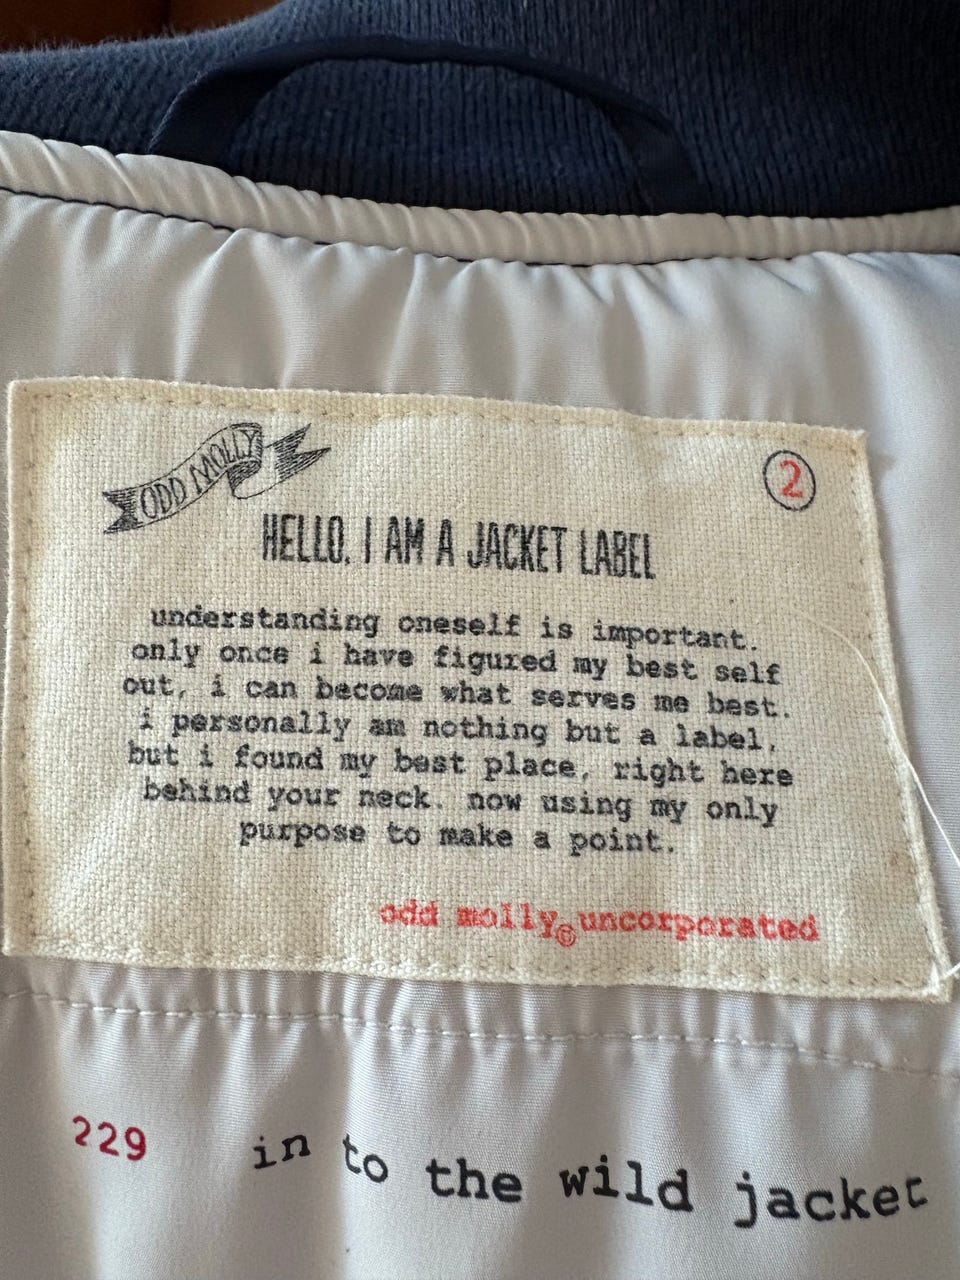 ODD MOLLY
2
HELLO, I AM A JACKET LABEL
understanding oneself is important.
only once i have figured my best self
out, i can become what serves me best.
i personally am nothing but a label,
but i found my best place, right here
behind your neck. now using my only
purpose to make a point.
odd molly®uncorporated
229 in to the wild jacket